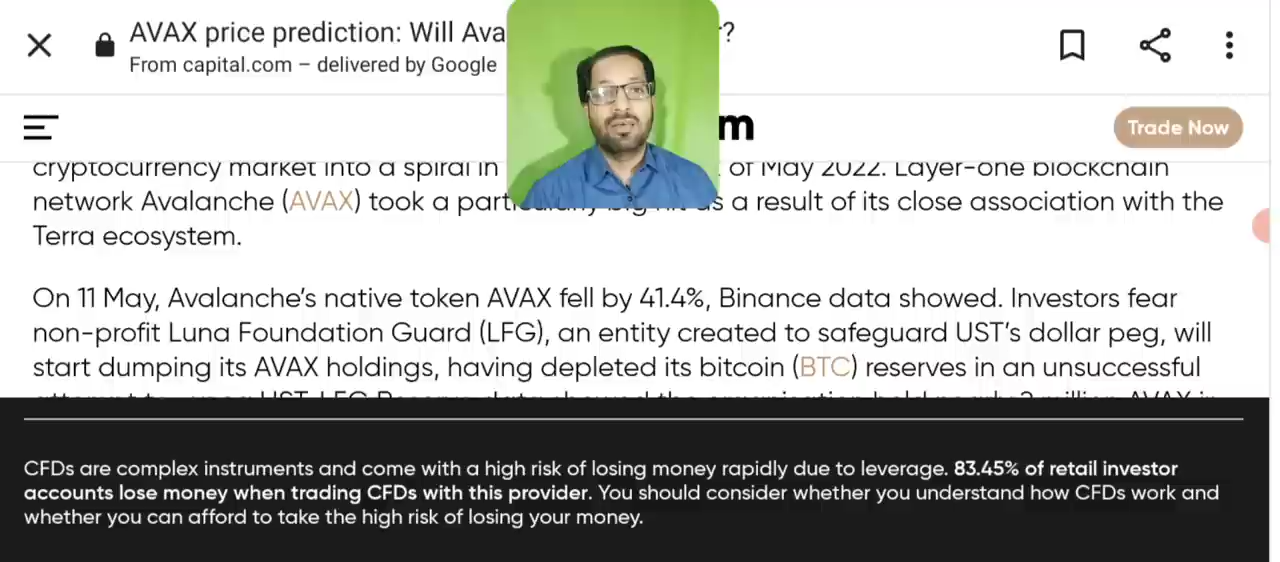 AVAX price prediction: Will Ava r?
From capital.com – delivered by Google
m
Trade Now
cryptocurrency market into a spiral in of May 2022. Layer-one blockchain
network Avalanche (AVAX) took a particularly big hit as a result of its close association with the
Terra ecosystem.
On 11 May, Avalanche's native token AVAX fell by 41.4%, Binance data showed. Investors fear
non-profit Luna Foundation Guard (LFG), an entity created to safeguard UST's dollar peg, will
start dumping its AVAX holdings, having depleted its bitcoin (BTC) reserves in an unsuccessful
CFDs are complex instruments and come with a high risk of losing money rapidly due to leverage. 83.45% of retail investor
accounts lose money when trading CFDs with this provider. You should consider whether you understand how CFDs work and
whether you can afford to take the high risk of losing your money.